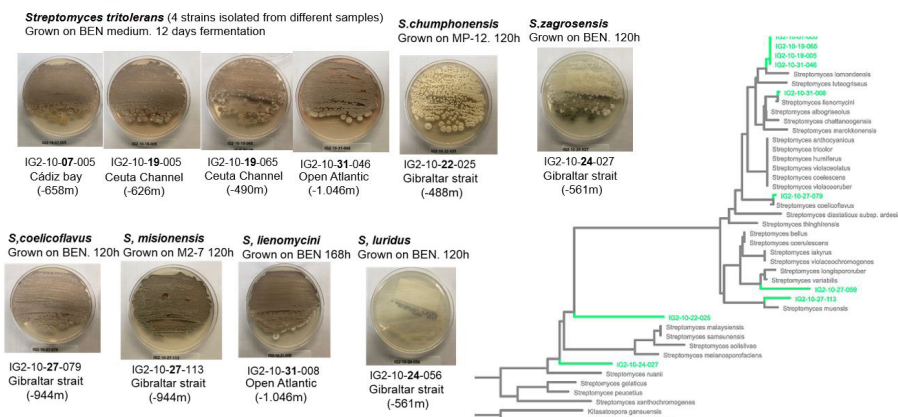 Streptomyces tritolerans (4 strains isolated from different samples)
Grown on BEN medium. 12 days fermentation
S.chumphonensis
Grown on MP-12. 120h
S.zagrosensis
Grown on BEN. 120h
IG2-10-07-005
Cádiz bay
(-658m)
IG2-10-19-005
Ceuta Channel
(-626m)
IG2-10-19-065
Ceuta Channel
(-490m)
IG2-10-31-046
Open Atlantic
(-1.046m)
IG2-10-22-025
Gibraltar strait
(-488m)
IG2-10-24-027
Gibraltar strait
(-561m)
S,coelicoflavus
Grown on BEN. 120h
S, misionensis
Grown on M2-7 120h
S, lienomycini
Grown on BEN 168h
S, luridus
Grown on BEN. 120h
IG2-10-27-079
Gibraltar strait
(-944m)
IG2-10-27-113
Gibraltar strait
(-944m)
IG2-10-31-008
Open Atlantic
(-1.046m)
IG2-10-24-056
Gibraltar strait
(-561m)
IG2-10-19-065
IG2-10-19-005
IG2-10-31-046
Streptomyces lomondensis
Streptomyces luteogriseus
IG2-10-31-008
Streptomyces lienomycini
Streptomyces albogriseolus
Streptomyces chattanoogensis
Streptomyces marokkonensis
Streptomyces anthocyanicus
Streptomyces tricolor
Streptomyces humiferus
Streptomyces violaceolatus
Streptomyces coelescens
Streptomyces violaceoruber
IG2-10-27-079
Streptomyces coelicoflavus
Streptomyces diastaticus subsp. ardesi
Streptomyces thinghirensis
Streptomyces bellus
Streptomyces coerulescens
Streptomyces iakyrus
Streptomyces violaceochromogenes
Streptomyces longispororuber
Streptomyces variabilis
IG2-10-27-059
IG2-10-27-113
Streptomyces muensis
IG2-10-22-025
Streptomyces malaysiensis
Streptomyces samsunensis
Streptomyces solisilvae
Streptomyces melanosporofaciens
IG2-10-24-027
Streptomyces ruanii
Streptomyces galaticus
Streptomyces peucetius
Streptomyces xanthochromogenes
Kitasatospora gansuensis